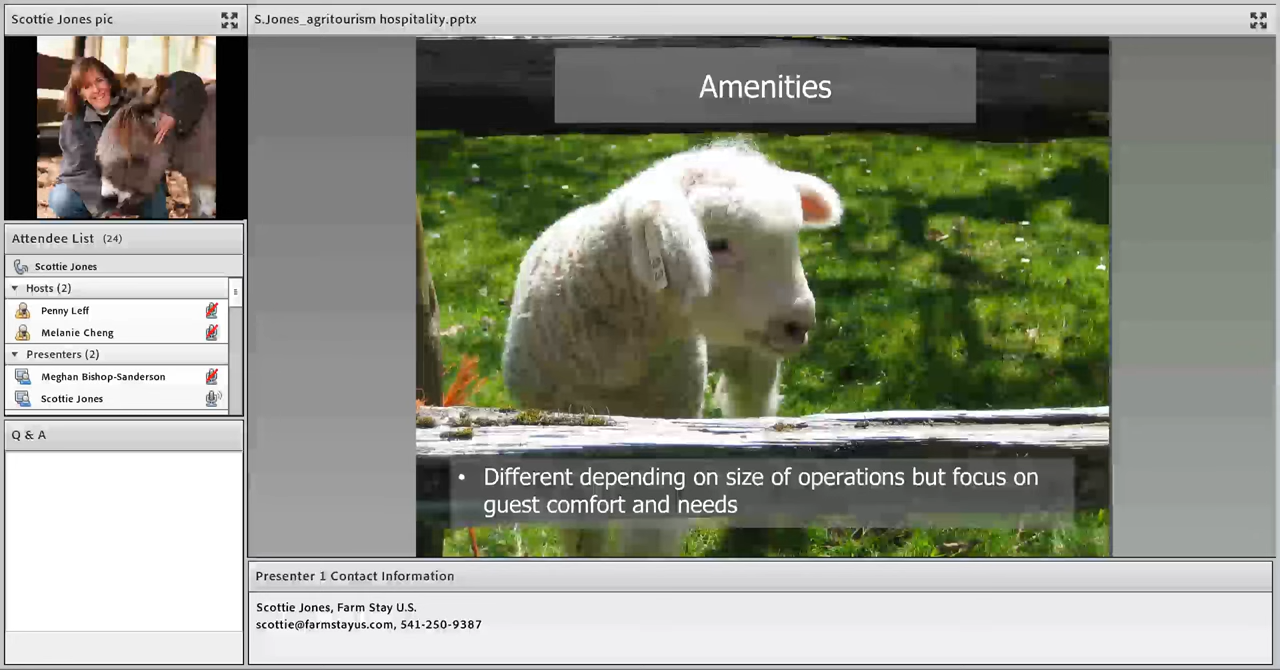 Scottie Jones pic
S.Jones_agritourism hospitality.pptx
Amenities
Attendee List (24)
Scottie Jones
Hosts (2)
Penny Leff
Melanie Cheng
Presenters (2)
Meghan Bishop-Sanderson
Scottie Jones
Q & A
• Different depending on size of operations but focus on
guest comfort and needs
Presenter 1 Contact Information
Scottie Jones, Farm Stay U.S.
scottie@farmstayus.com, 541-250-9387